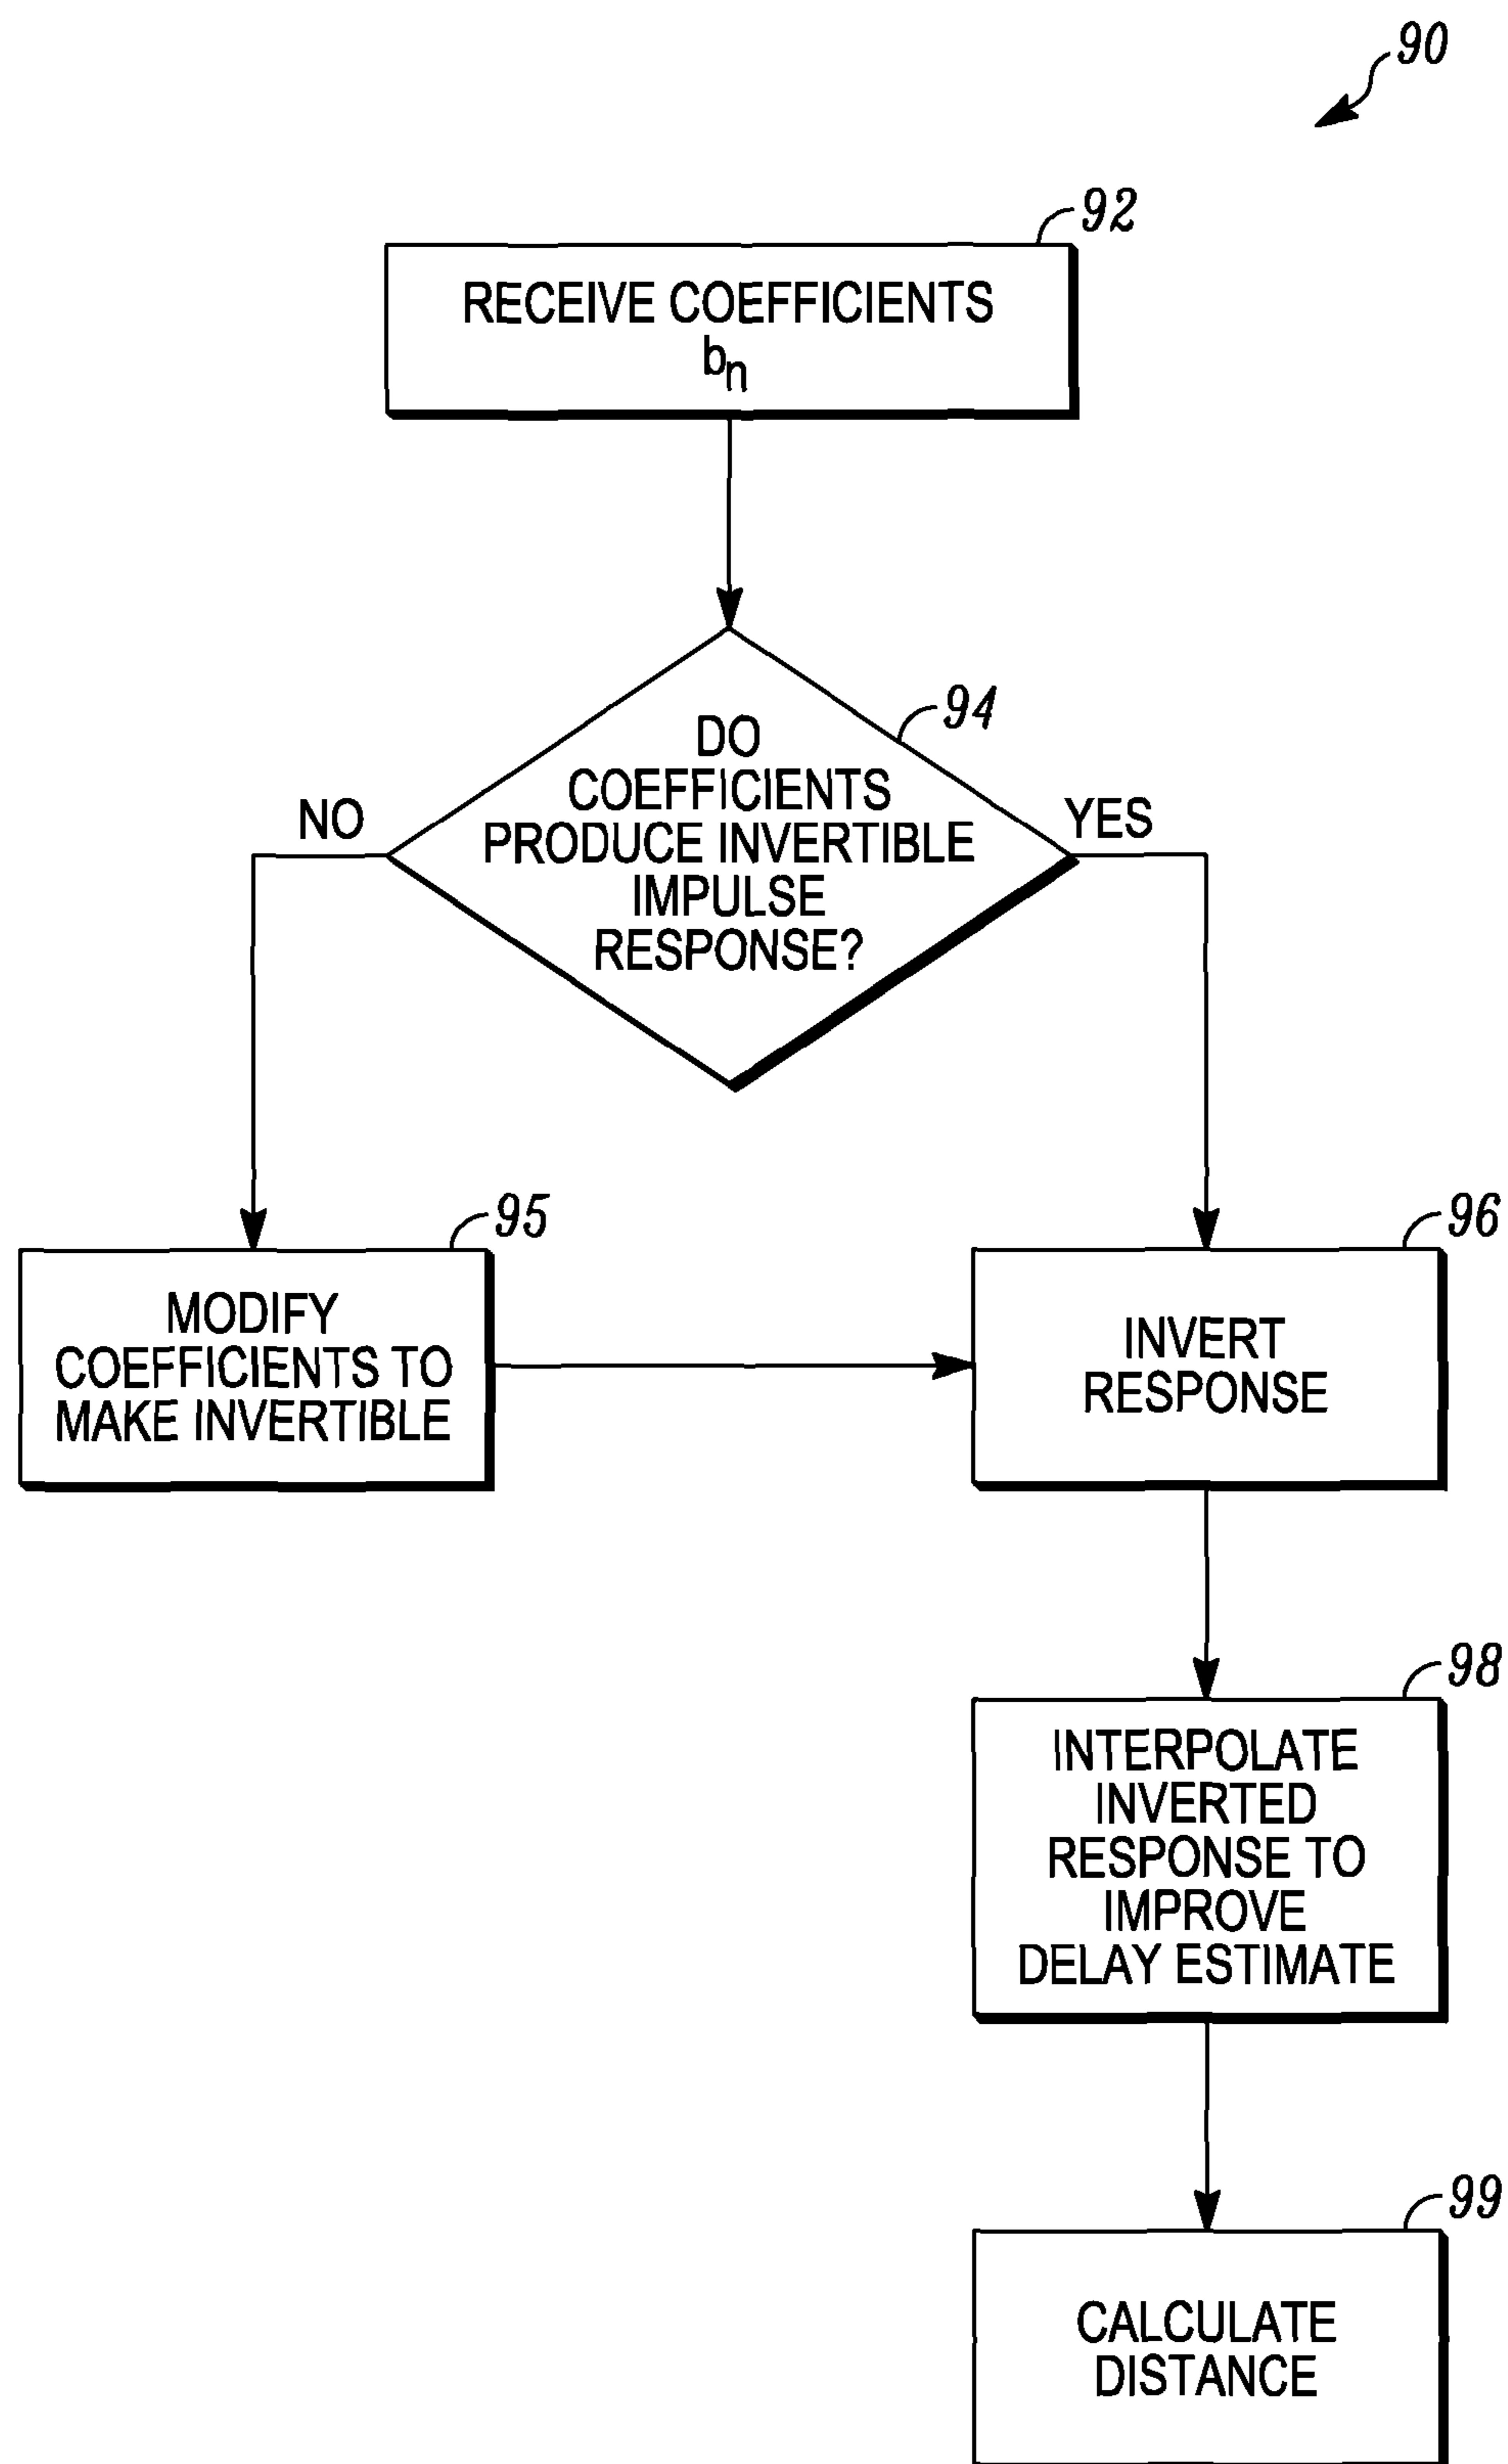 90
92
RECEIVE COEFFICIENTS
bn
94
DO
COEFFICIENTS
PRODUCE INVERTIBLE
IMPULSE
RESPONSE?
NO
YES
95
MODIFY
COEFFICIENTS TO
MAKE INVERTIBLE
96
INVERT
RESPONSE
98
INTERPOLATE
INVERTED
RESPONSE TO
IMPROVE
DELAY ESTIMATE
99
CALCULATE
DISTANCE